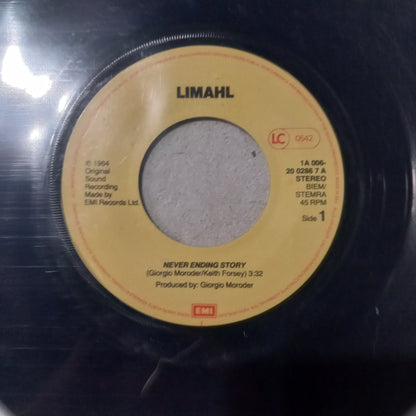 LIMAHL
LC 0542
℗ 1984
Original
Sound
Recording
Made by
EMI Records Ltd.
1A 006-
20 0286 7 A
STEREO
BIEM/
STEMRA
45 RPM
Side 1
NEVER ENDING STORY
(Giorgio Moroder/Keith Forsey) 3:32
Produced by: Giorgio Moroder
EMI